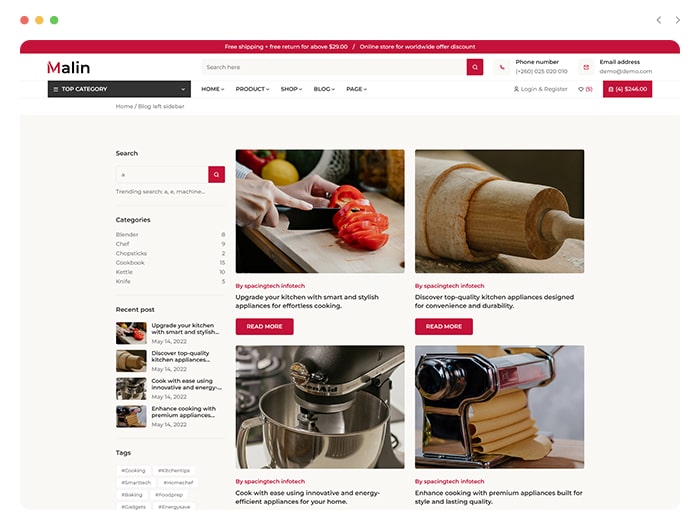 Free shipping + free return for above $29.00 / Online store for worldwide offer discount
Malin
Search here
Phone number
(+260) 025 020 010
Email address
demo@demo.com
TOP CATEGORY
HOME
PRODUCT
SHOP
BLOG
PAGE
Login & Register
(5)
(4) $246.00
Home / Blog left sidebar
Search
a
Trending search: a, e, machine...
Categories
Blender 8
Chef 9
Chopsticks 2
Cookbook 15
Kettle 10
Knife 5
Recent post
Upgrade your kitchen
with smart and stylish...
May 14, 2022
Discover top-quality
kitchen appliances...
May 14, 2022
Cook with ease using
innovative and energy-...
May 14, 2022
Enhance cooking with
premium appliances...
May 14, 2022
Tags
#Cooking
#Kitchentips
#Smarttech
#Homechef
#Baking
#Foodprep
#Gadgets
#Energysave
By spacingtech infotech
Upgrade your kitchen with smart and stylish
appliances for effortless cooking.
READ MORE
By spacingtech infotech
Discover top-quality kitchen appliances designed
for convenience and durability.
READ MORE
By spacingtech infotech
Cook with ease using innovative and energy-
efficient appliances for your home.
By spacingtech infotech
Enhance cooking with premium appliances built for
style and lasting quality.